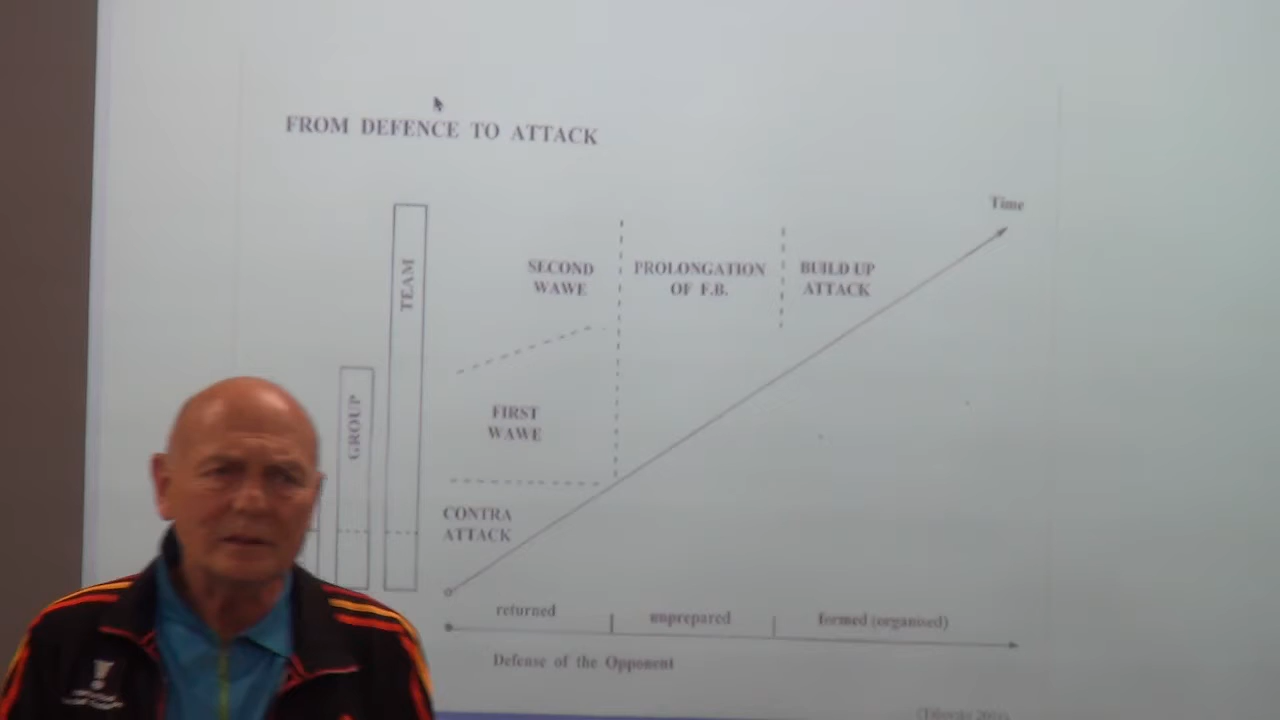 FROM DEFENCE TO ATTACK
Time
TEAM
GROUP
SECOND
WAWE
PROLONGATION
OF F.B.
BUILD UP
ATTACK
FIRST
WAWE
CONTRA
ATTACK
returned
unprepared
formed (organised)
Defense of the Opponent